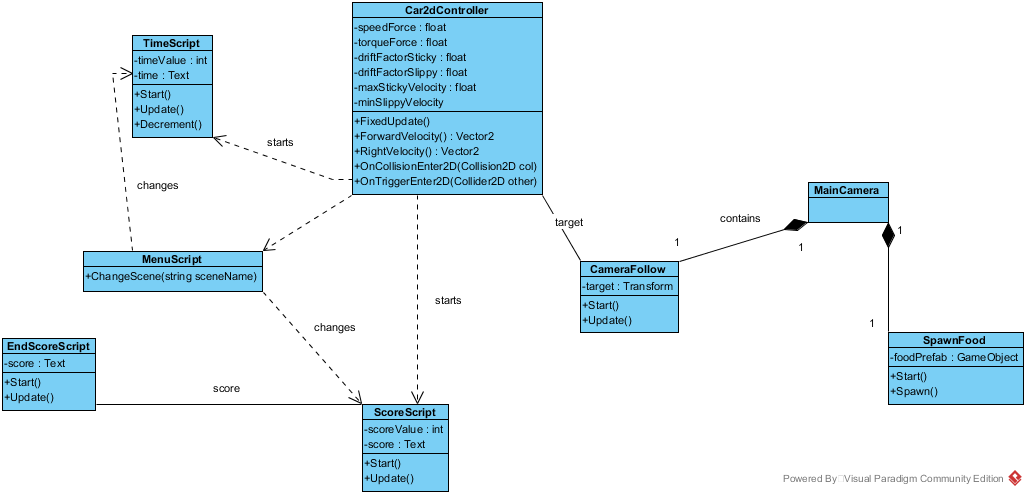 Car2dController
-speedForce : float
-torqueForce : float
-driftFactorSticky : float
-driftFactorSlippy : float
-maxStickyVelocity : float
-minSlippyVelocity
+FixedUpdate()
+ForwardVelocity() : Vector2
+RightVelocity() : Vector2
+OnCollisionEnter2D(Collision2D col)
+OnTriggerEnter2D(Collider2D other)
TimeScript
-timeValue : int
-time : Text
+Start()
+Update()
+Decrement()
starts
changes
MainCamera
contains
1
1
1
1
target
CameraFollow
-target : Transform
+Start()
+Update()
MenuScript
+ChangeScene(string sceneName)
starts
changes
SpawnFood
-foodPrefab : GameObject
+Start()
+Spawn()
EndScoreScript
-score : Text
+Start()
+Update()
score
ScoreScript
-scoreValue : int
-score : Text
+Start()
+Update()
Powered By Visual Paradigm Community Edition